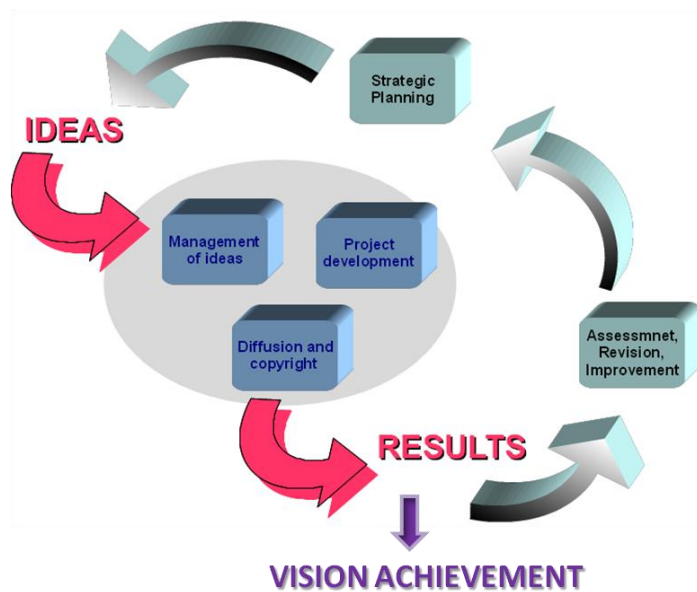 Strategic
Planning
IDEAS
Management
of ideas
Project
development
Diffusion and
copyright
Assessmnet,
Revision,
Improvement
RESULTS
VISION ACHIEVEMENT